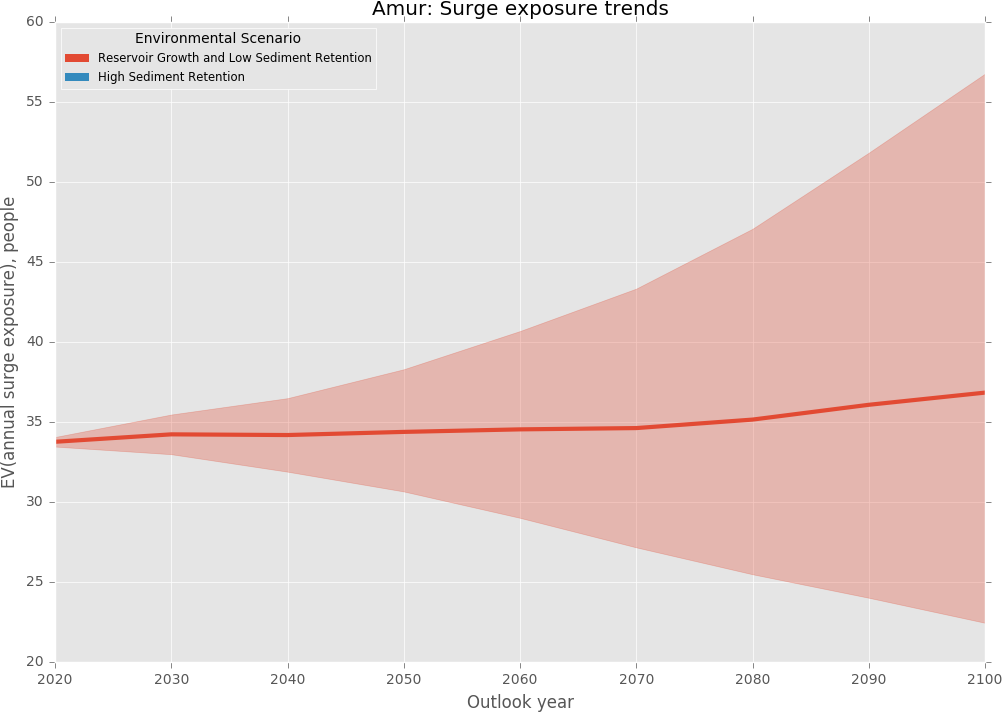 Amur: Surge exposure trends
Environmental Scenario
Reservoir Growth and Low Sediment Retention
High Sediment Retention
EV(annual surge exposure), people
60
55
50
45
40
35
30
25
20
2020 2030 2040 2050 2060 2070 2080 2090 2100
Outlook year